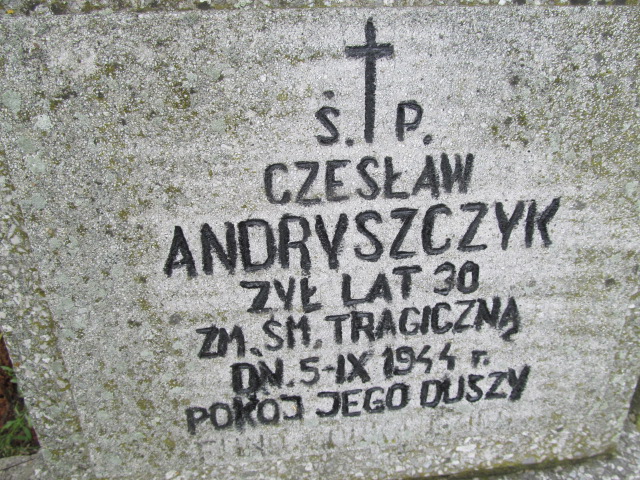 Ś. P.
CZESŁAW
ANDRYSZCZYK
ŻYŁ LAT 30
ZM. ŚM. TRAGICZNĄ
DN. 5-IX 1944 r.
POKÓJ JEGO DUSZY